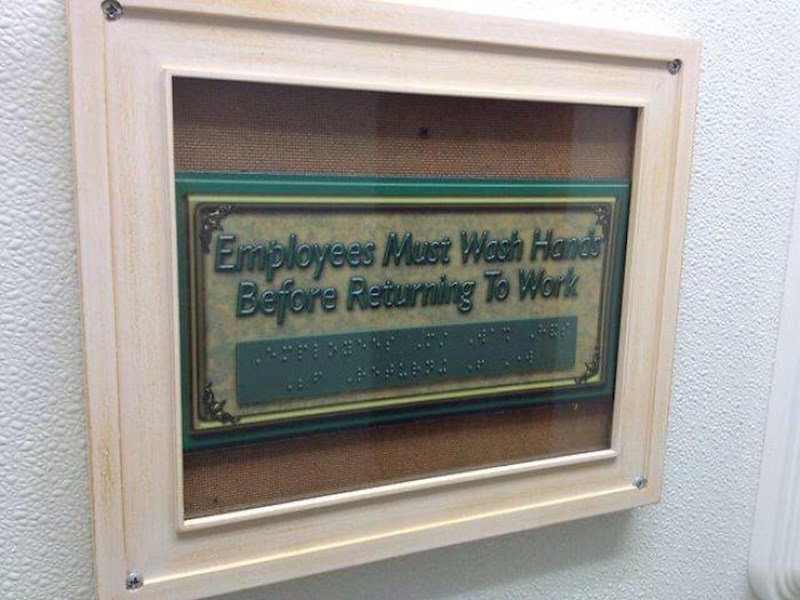 Employees Must Wash Hands
Before Returning To Work